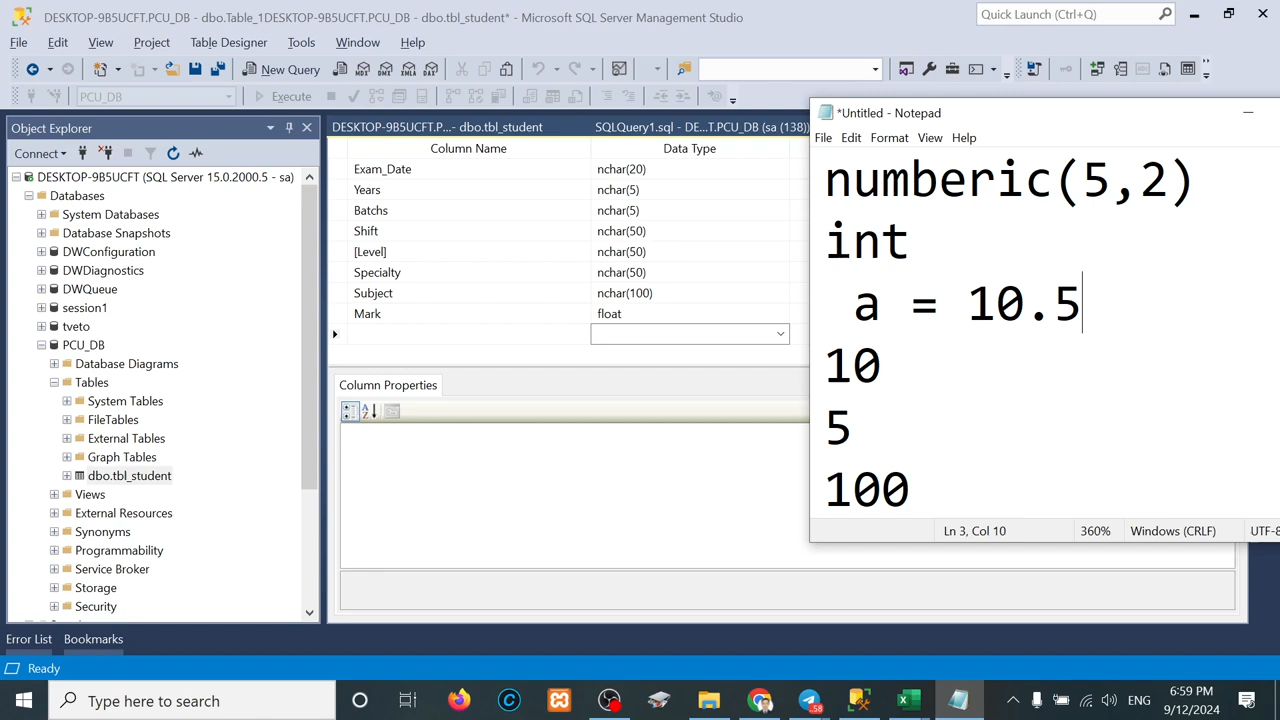 DESKTOP-9B5UCFT.PCU_DB - dbo.Table_1DESKTOP-9B5UCFT.PCU_DB - dbo.tbl_student* - Microsoft SQL Server Management Studio
Quick Launch (Ctrl+Q)
File Edit View Project Table Designer Tools Window Help
New Query MDX DMX XMLA DAX
PCU_DB Execute
Object Explorer
Connect
DESKTOP-9B5UCFT (SQL Server 15.0.2000.5 - sa)
Databases
System Databases
Database Snapshots
DWConfiguration
DWDiagnostics
DWQueue
session1
tveto
PCU_DB
Database Diagrams
Tables
System Tables
FileTables
External Tables
Graph Tables
dbo.tbl_student
Views
External Resources
Synonyms
Programmability
Service Broker
Storage
Security
DESKTOP-9B5UCFT.P...- dbo.tbl_student SQLQuery1.sql - DE...T.PCU_DB (sa (138))
Column Name Data Type
Exam_Date nchar(20)
Years nchar(5)
Batchs nchar(5)
Shift nchar(50)
[Level] nchar(50)
Specialty nchar(50)
Subject nchar(100)
Mark float
Column Properties
*Untitled - Notepad
File Edit Format View Help
numberic(5,2)
int
a = 10.5
10
5
100
Ln 3, Col 10 360% Windows (CRLF) UTF-8
Error List Bookmarks
Ready
Type here to search
58
ENG
6:59 PM
9/12/2024